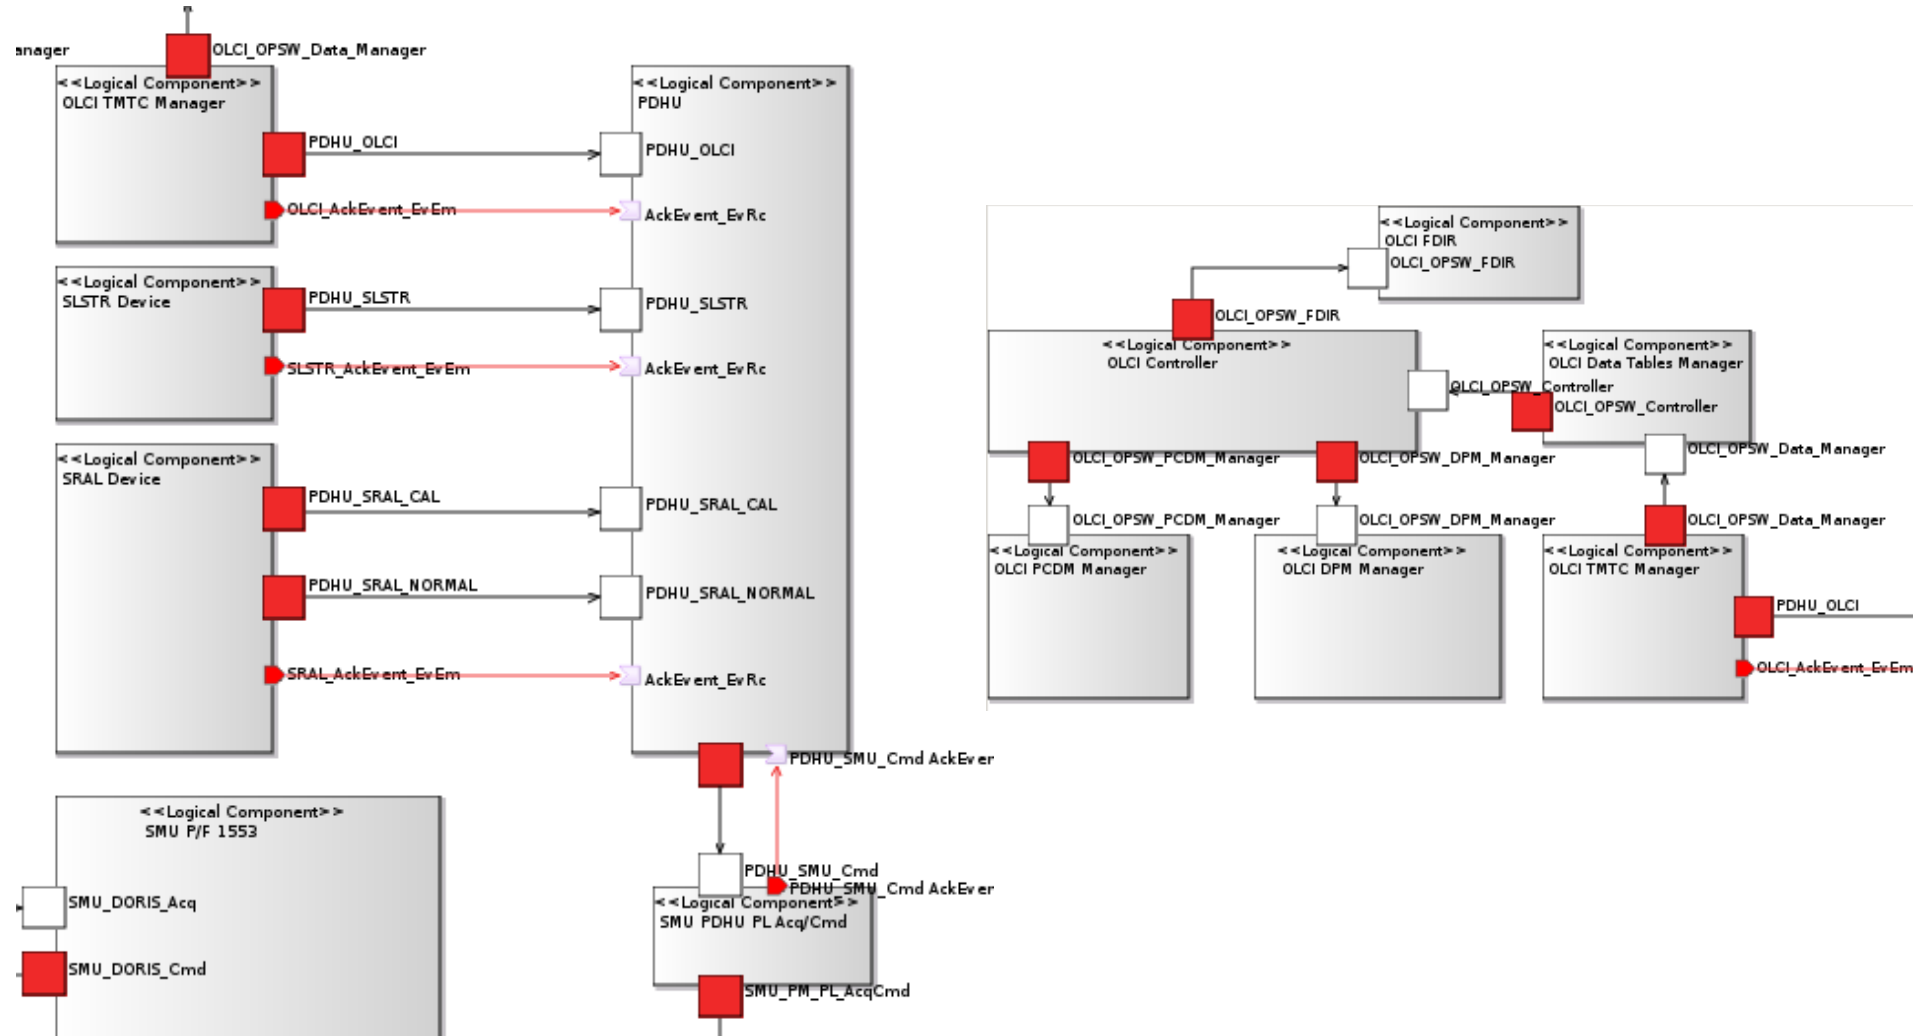 anager
OLCI_OPSW_Data_Manager
<<Logical Component>>
OLCI TMTC Manager
PDHU_OLCI
OLCI_AckEvent_EvEm
<<Logical Component>>
SLSTR Device
PDHU_SLSTR
SLSTR_AckEvent_EvEm
<<Logical Component>>
SRAL Device
PDHU_SRAL_CAL
PDHU_SRAL_NORMAL
SRAL_AckEvent_EvEm
<<Logical Component>>
PDHU
PDHU_OLCI
AckEvent_EvRc
PDHU_SLSTR
AckEvent_EvRc
PDHU_SRAL_CAL
PDHU_SRAL_NORMAL
AckEvent_EvRc
PDHU_SMU_Cmd AckEver
PDHU_SMU_Cmd
PDHU_SMU_Cmd AckEver
<<Logical Component>>
SMU PDHU PL Acq/Cmd
SMU_PM_PL_AcqCmd
<<Logical Component>>
SMU P/F 1553
SMU_DORIS_Acq
SMU_DORIS_Cmd
<<Logical Component>>
OLCI FDIR
OLCI_OPSW_FDIR
OLCI_OPSW_FDIR
<<Logical Component>>
OLCI Controller
<<Logical Component>>
OLCI Data Tables Manager
OLCI_OPSW_Controller
OLCI_OPSW_Controller
OLCI_OPSW_PCDM_Manager
OLCI_OPSW_DPM_Manager
OLCI_OPSW_Data_Manager
OLCI_OPSW_PCDM_Manager
OLCI_OPSW_DPM_Manager
OLCI_OPSW_Data_Manager
<<Logical Component>>
OLCI PCDM Manager
<<Logical Component>>
OLCI DPM Manager
<<Logical Component>>
OLCI TMTC Manager
PDHU_OLCI
OLCI_AckEvent_EvEm